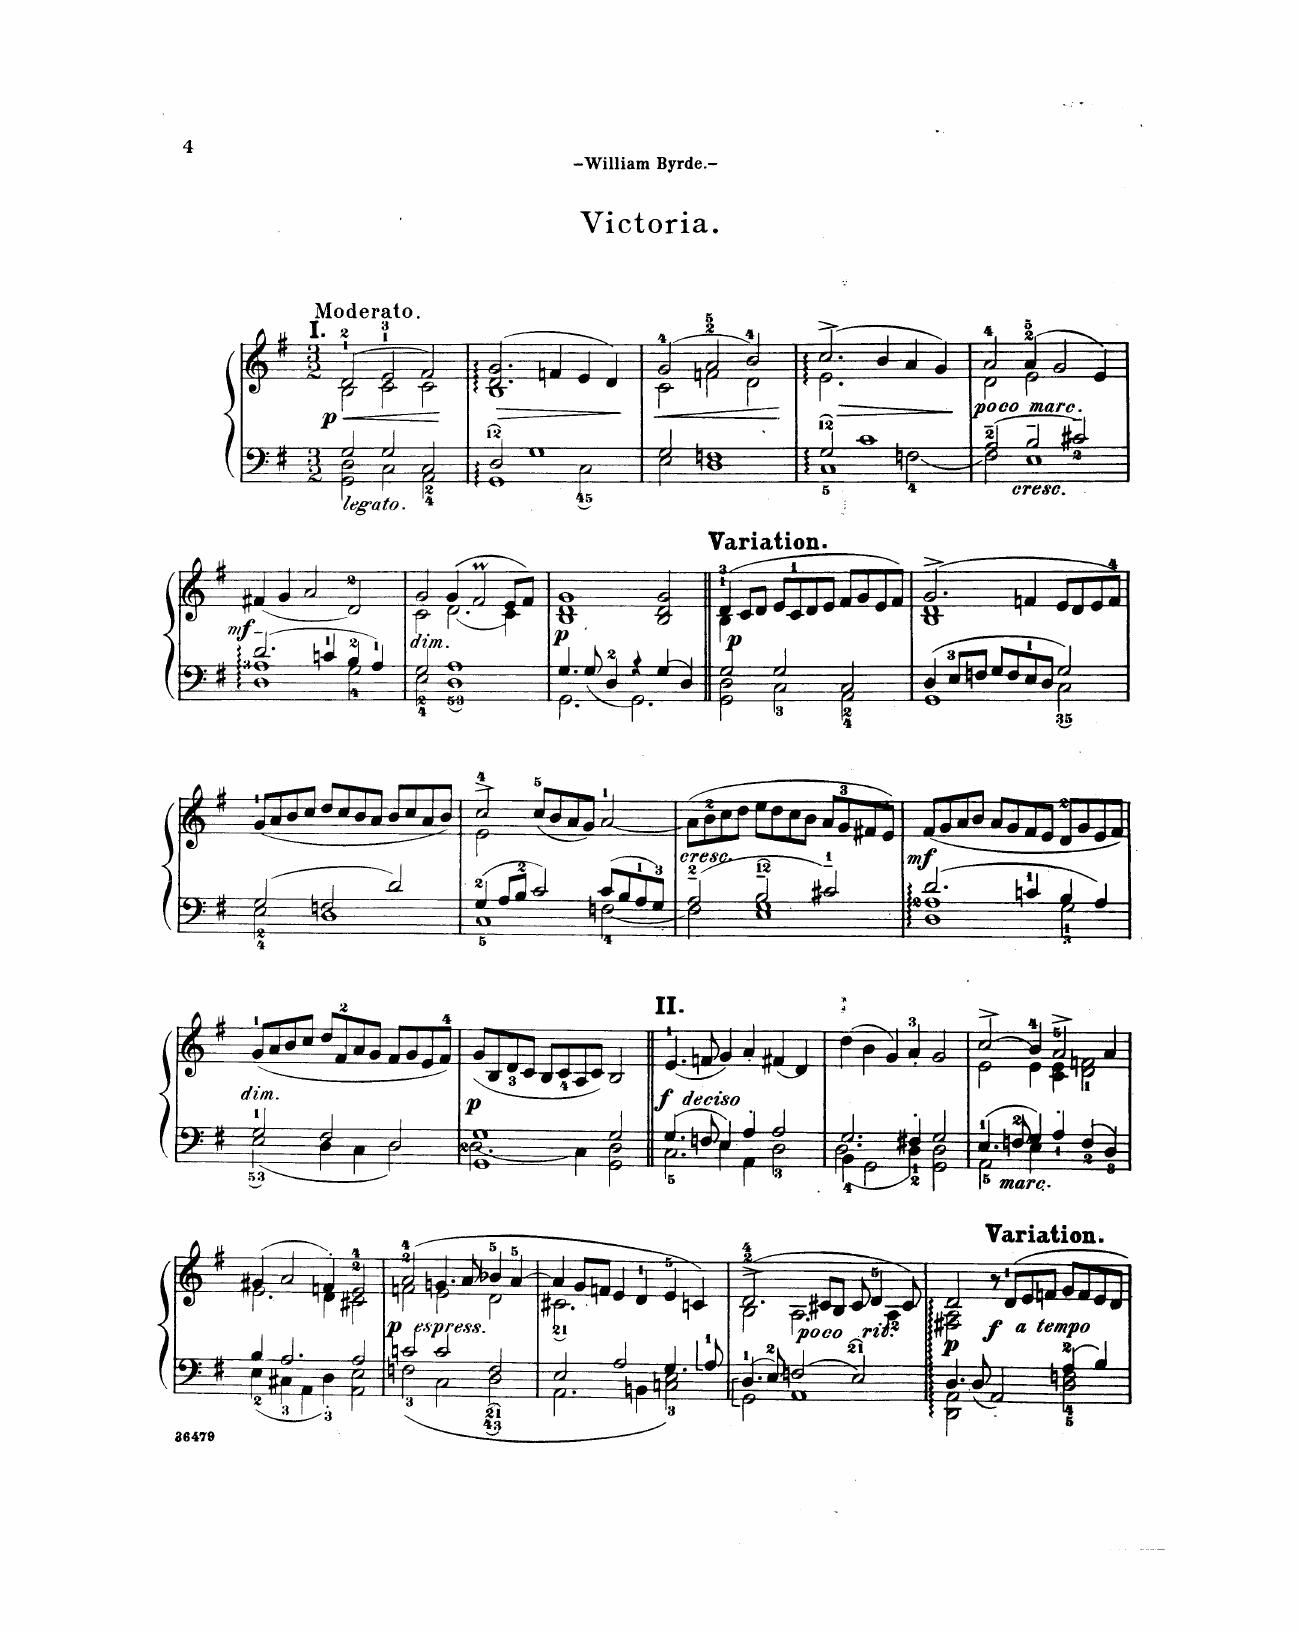 4
-William Byrde.-
Victoria.
Moderato.
I.
p
poco marc.
legato.
cresc.
Variation.
mf
dim.
p
p
cresc.
mf
II.
dim.
p
f deciso
marc.
Variation.
p espress.
poco rit.
p
f a tempo
36479